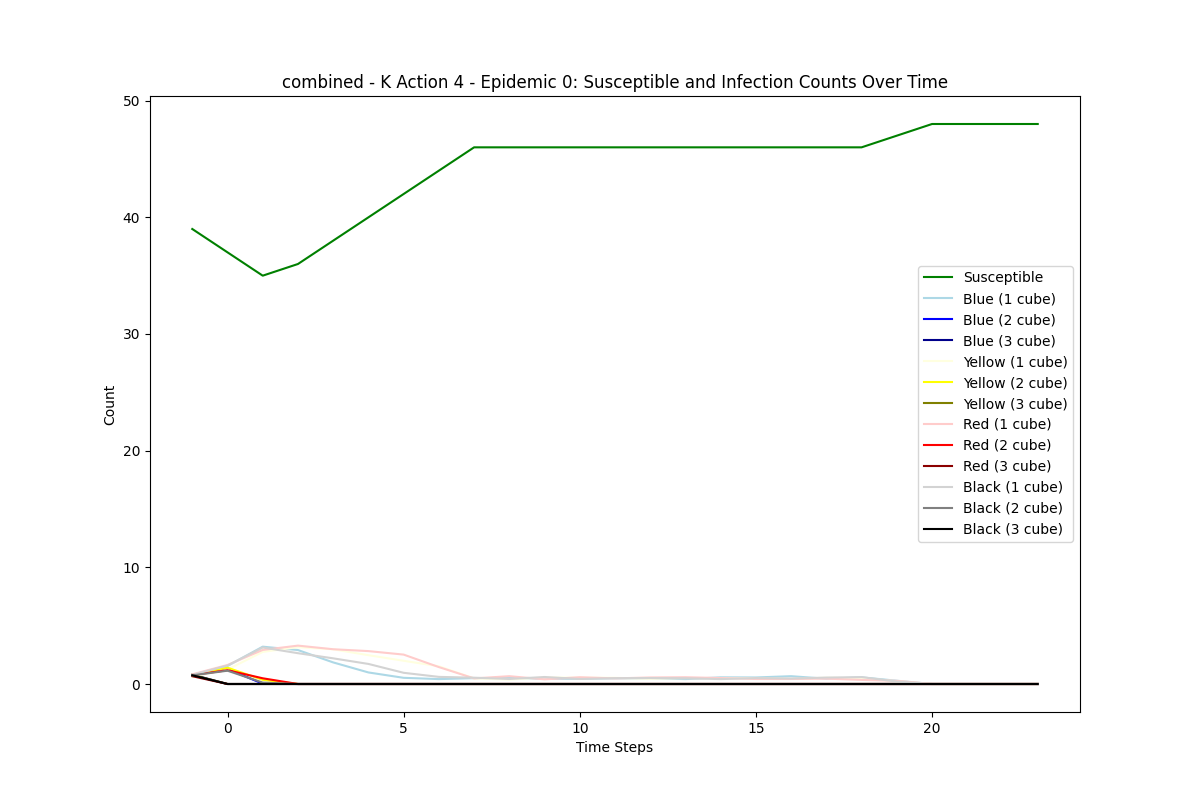 combined - K Action 4 - Epidemic 0: Susceptible and Infection Counts Over Time
50
40
30
20
10
0
Count
0 5 10 15 20
Time Steps
Susceptible
Blue (1 cube)
Blue (2 cube)
Blue (3 cube)
Yellow (1 cube)
Yellow (2 cube)
Yellow (3 cube)
Red (1 cube)
Red (2 cube)
Red (3 cube)
Black (1 cube)
Black (2 cube)
Black (3 cube)